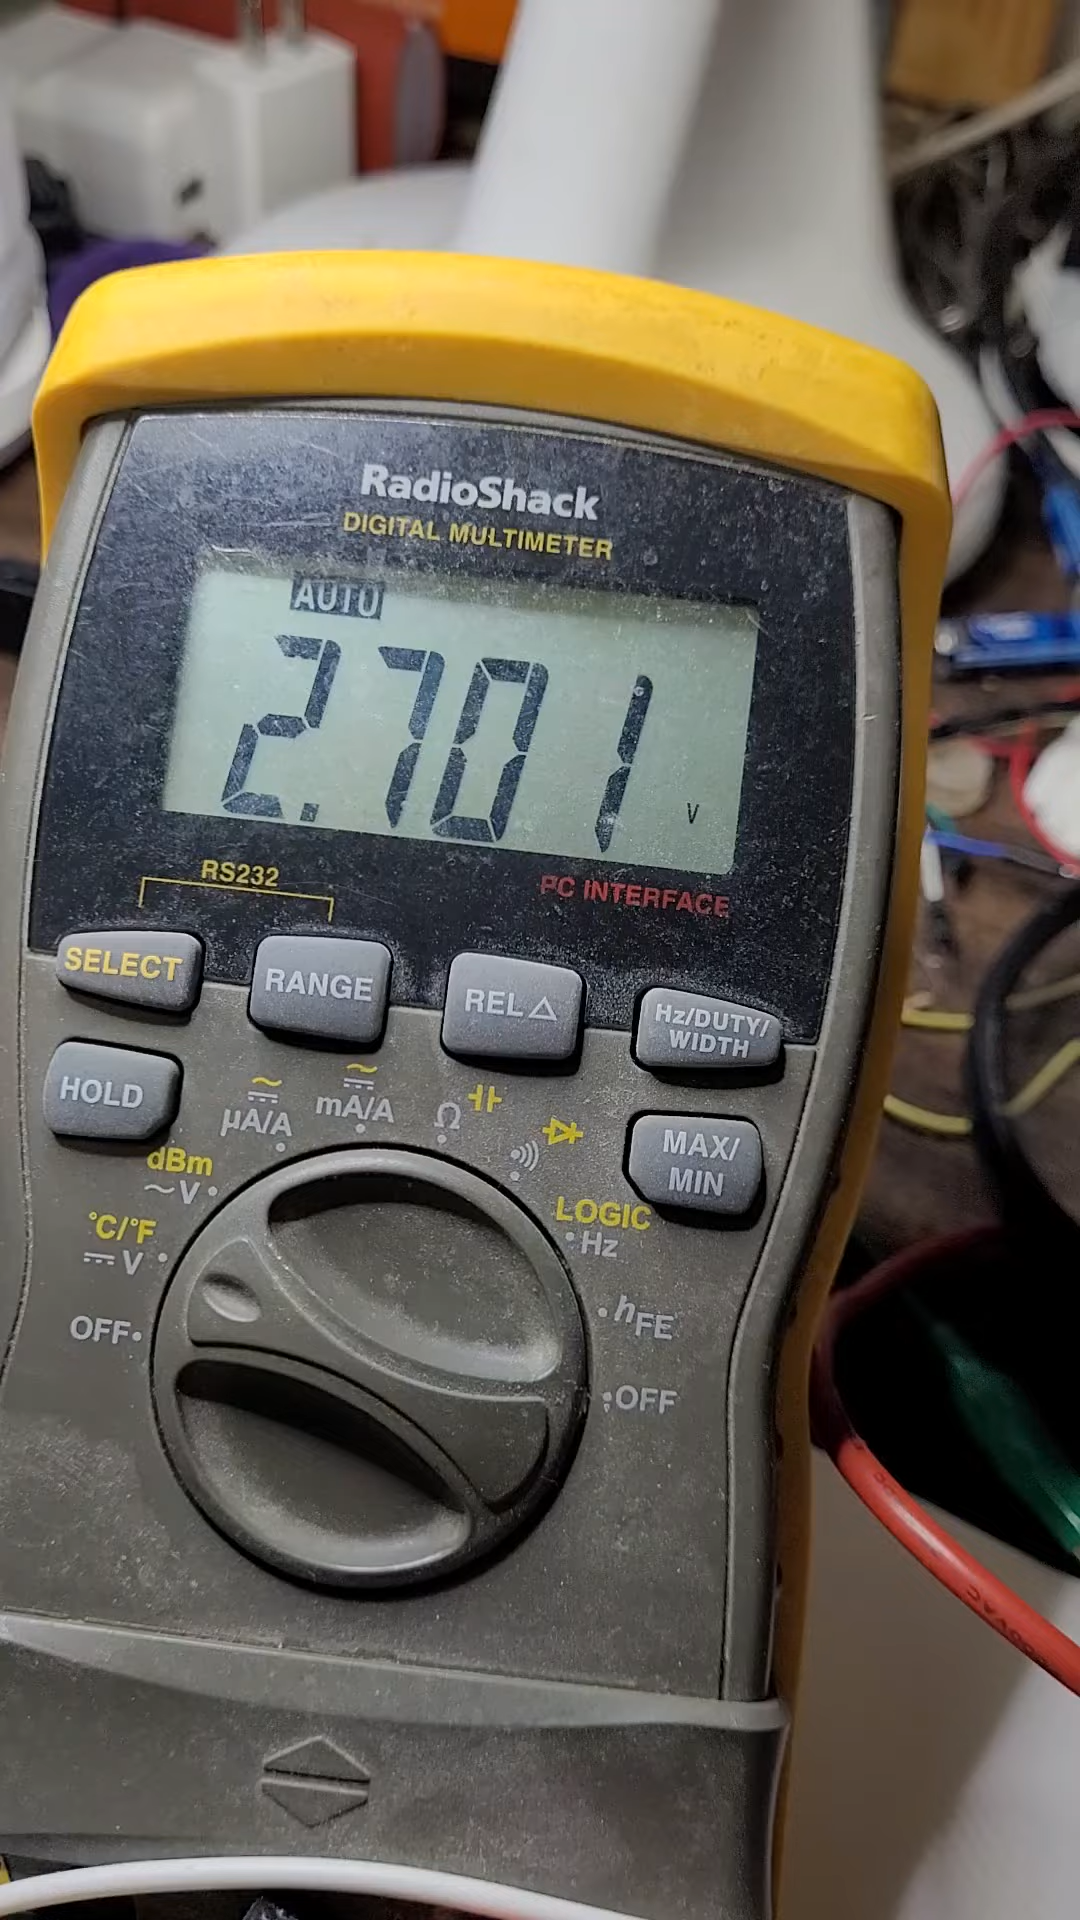 RadioShack
DIGITAL MULTIMETER
AUTO
2.701 V
RS232
PC INTERFACE
SELECT
RANGE
REL△
Hz/DUTY/
WIDTH
HOLD
μA/A
mA/A
Ω
MAX/
MIN
dBm
~V
LOGIC
Hz
°C/°F
V
hFE
OFF
OFF